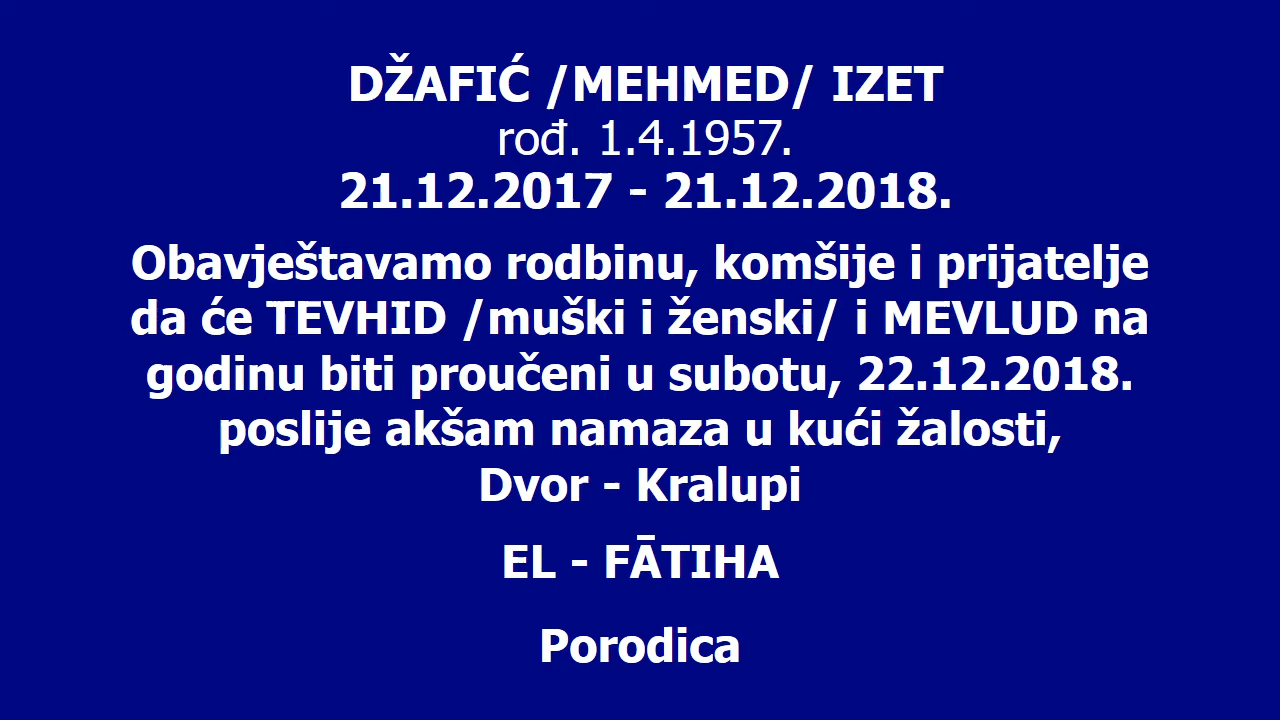 DŽAFIĆ /MEHMED/ IZET
rođ. 1.4.1957.
21.12.2017 - 21.12.2018.
Obavještavamo rodbinu, komšije i prijatelje
da će TEVHID /muški i ženski/ i MEVLUD na
godinu biti proučeni u subotu, 22.12.2018.
poslije akšam namaza u kući žalosti,
Dvor - Kralupi
EL - FĀTIHA
Porodica